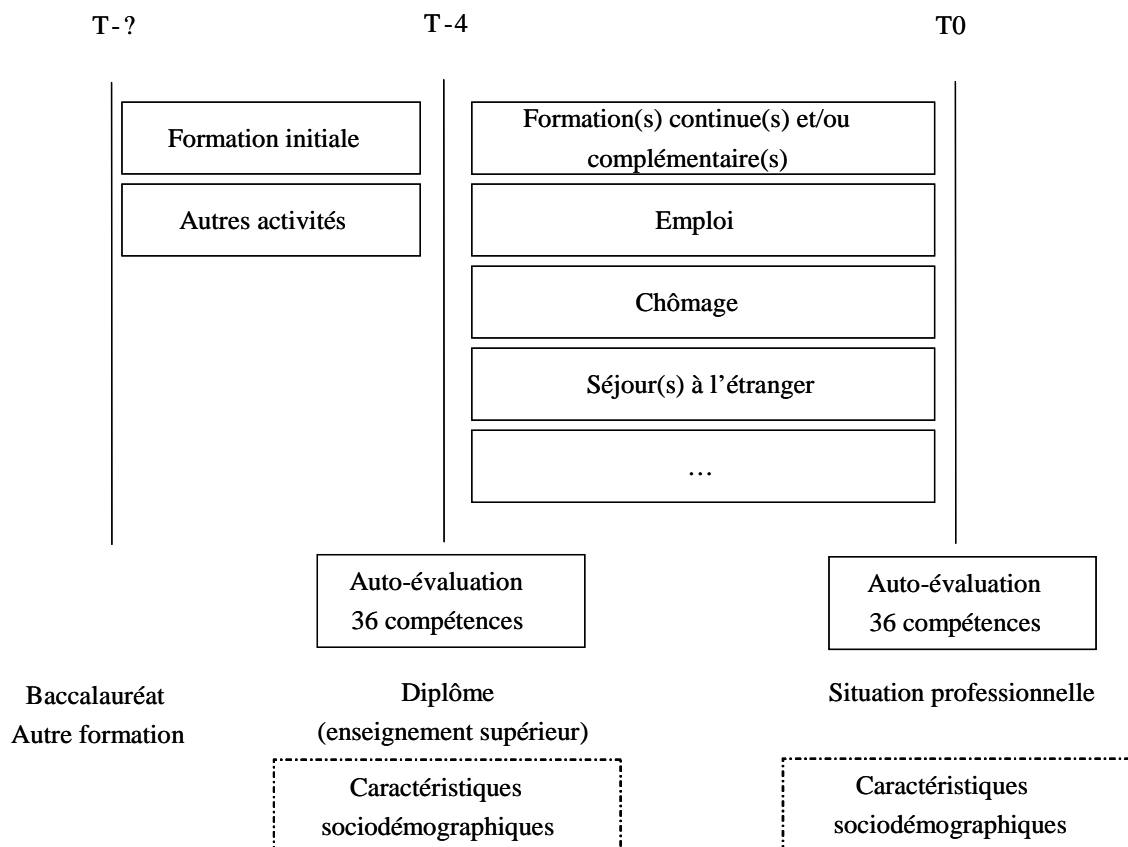 T-?
T-4
T0
Formation initiale
Autres activités
Formation(s) continue(s) et/ou
complémentaire(s)
Emploi
Chômage
Séjour(s) à l’étranger
…
Auto-évaluation
36 compétences
Auto-évaluation
36 compétences
Baccalauréat
Autre formation
Diplôme
(enseignement supérieur)
Situation professionnelle
Caractéristiques
sociodémographiques
Caractéristiques
sociodémographiques